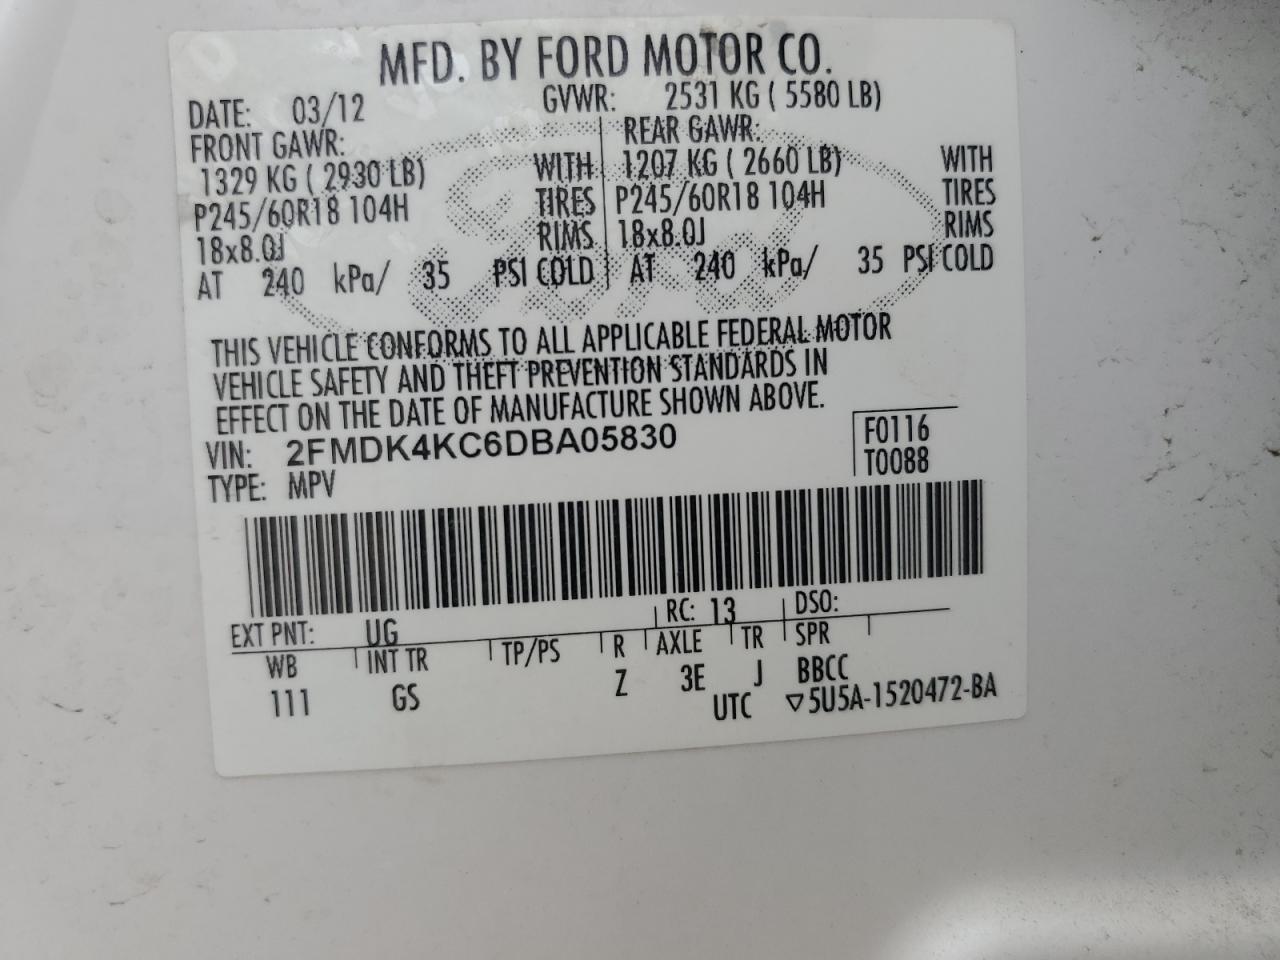 MFD. BY FORD MOTOR CO.
DATE: 03/12 GVWR: 2531 KG ( 5580 LB)
FRONT GAWR: REAR GAWR:
1329 KG ( 2930 LB) WITH 1207 KG ( 2660 LB) WITH
P245/60R18 104H TIRES P245/60R18 104H TIRES
18x8.0J RIMS 18x8.0J RIMS
AT 240 kPa/ 35 PSI COLD AT 240 kPa/ 35 PSI COLD
THIS VEHICLE CONFORMS TO ALL APPLICABLE FEDERAL MOTOR
VEHICLE SAFETY AND THEFT PREVENTION STANDARDS IN
EFFECT ON THE DATE OF MANUFACTURE SHOWN ABOVE.
VIN: 2FMDK4KC6DBA05830 F0116
TYPE: MPV T0088
EXT PNT: UG RC: 13 DSO:
WB INT TR TP/PS R AXLE TR SPR
111 GS Z 3E J BBCC
UTC ▽5U5A-1520472-BA